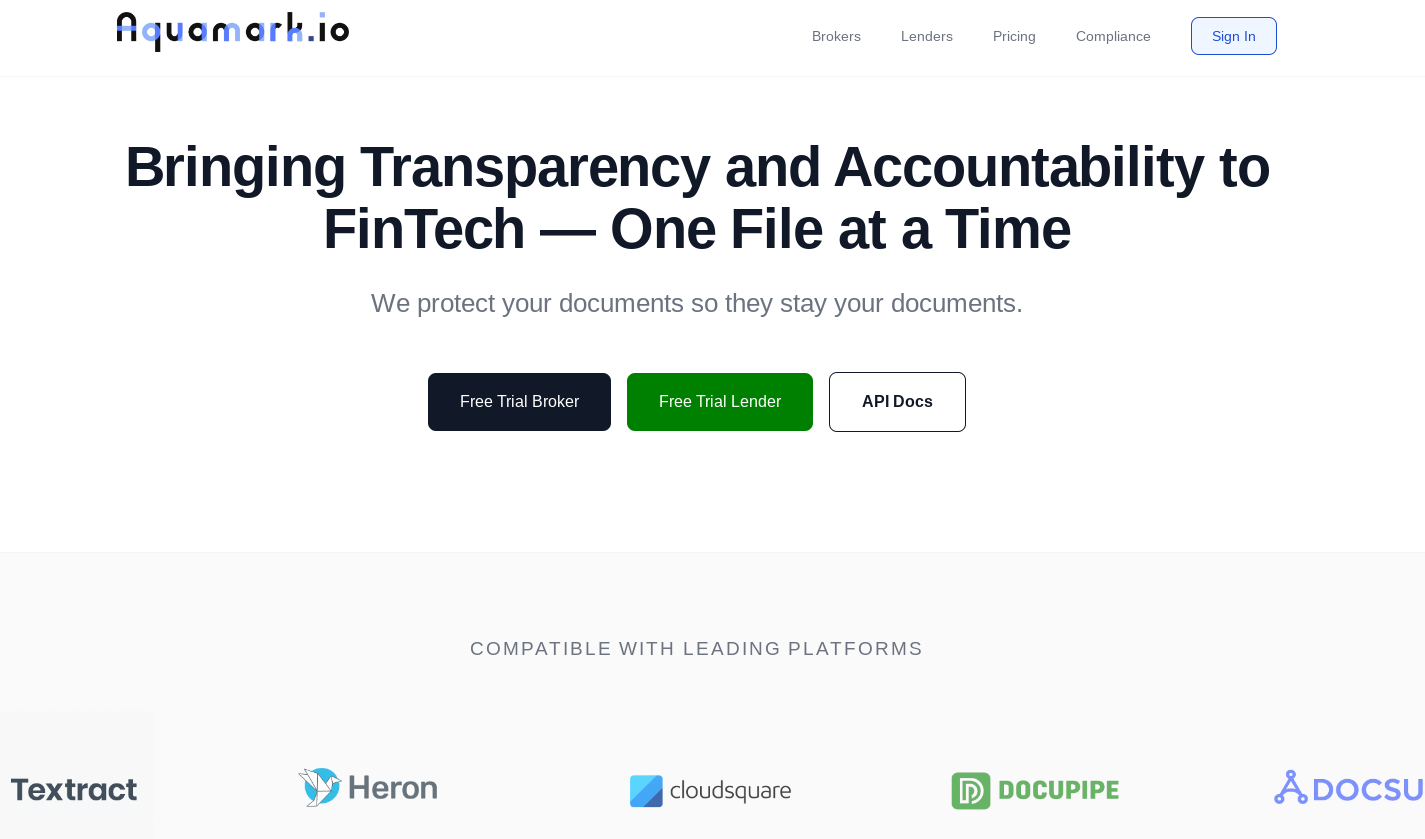 Aquamark.io
Brokers Lenders Pricing Compliance Sign In
Bringing Transparency and Accountability to
FinTech — One File at a Time
We protect your documents so they stay your documents.
Free Trial Broker Free Trial Lender API Docs
COMPATIBLE WITH LEADING PLATFORMS
Textract Heron cloudsquare DOCUPIPE DOCSU